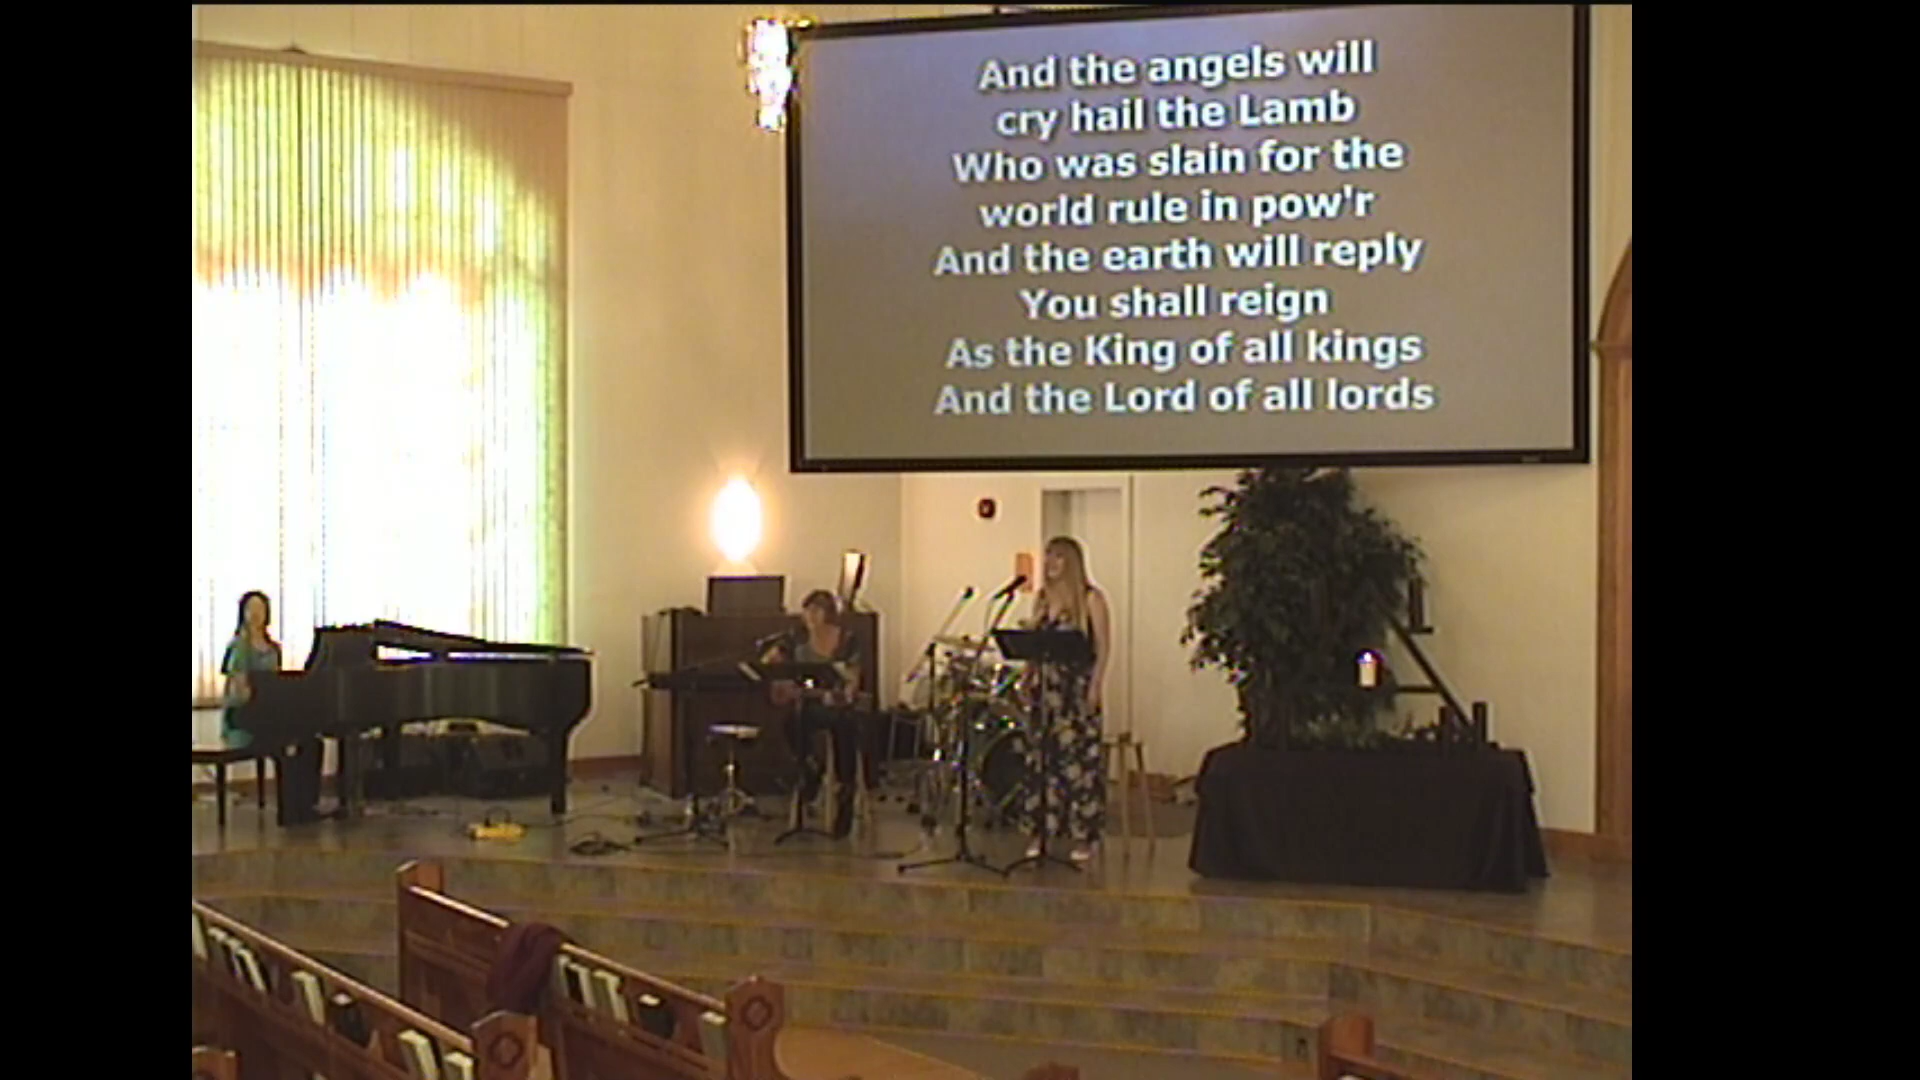 And the angels will
cry hail the Lamb
Who was slain for the
world rule in pow'r
And the earth will reply
You shall reign
As the King of all kings
And the Lord of all lords